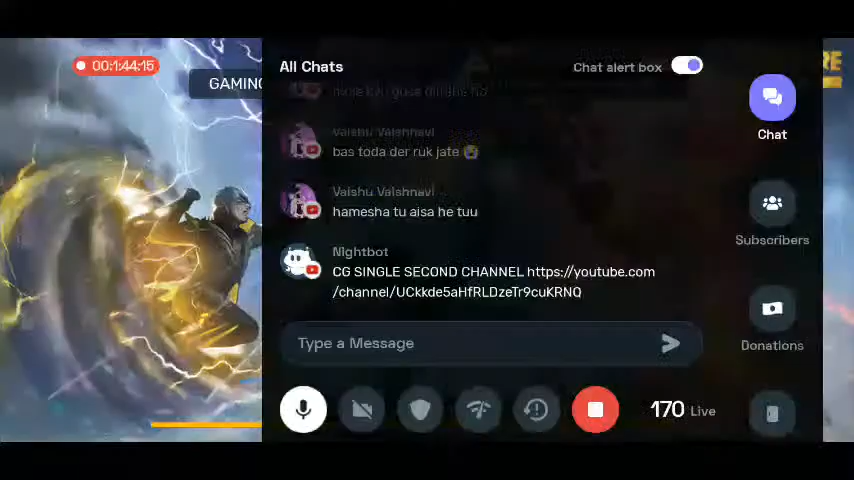 00:1:44:15
GAMING
All Chats
Chat alert box
Vaishu Vaishnavi
bas toda der ruk jate 😭
Vaishu Vaishnavi
hamesha tu aisa he tuu
Nightbot
CG SINGLE SECOND CHANNEL https://youtube.com
/channel/UCkkde5aHfRLDzeTr9cuKRNQ
Type a Message
170 Live
Chat
Subscribers
Donations
RE